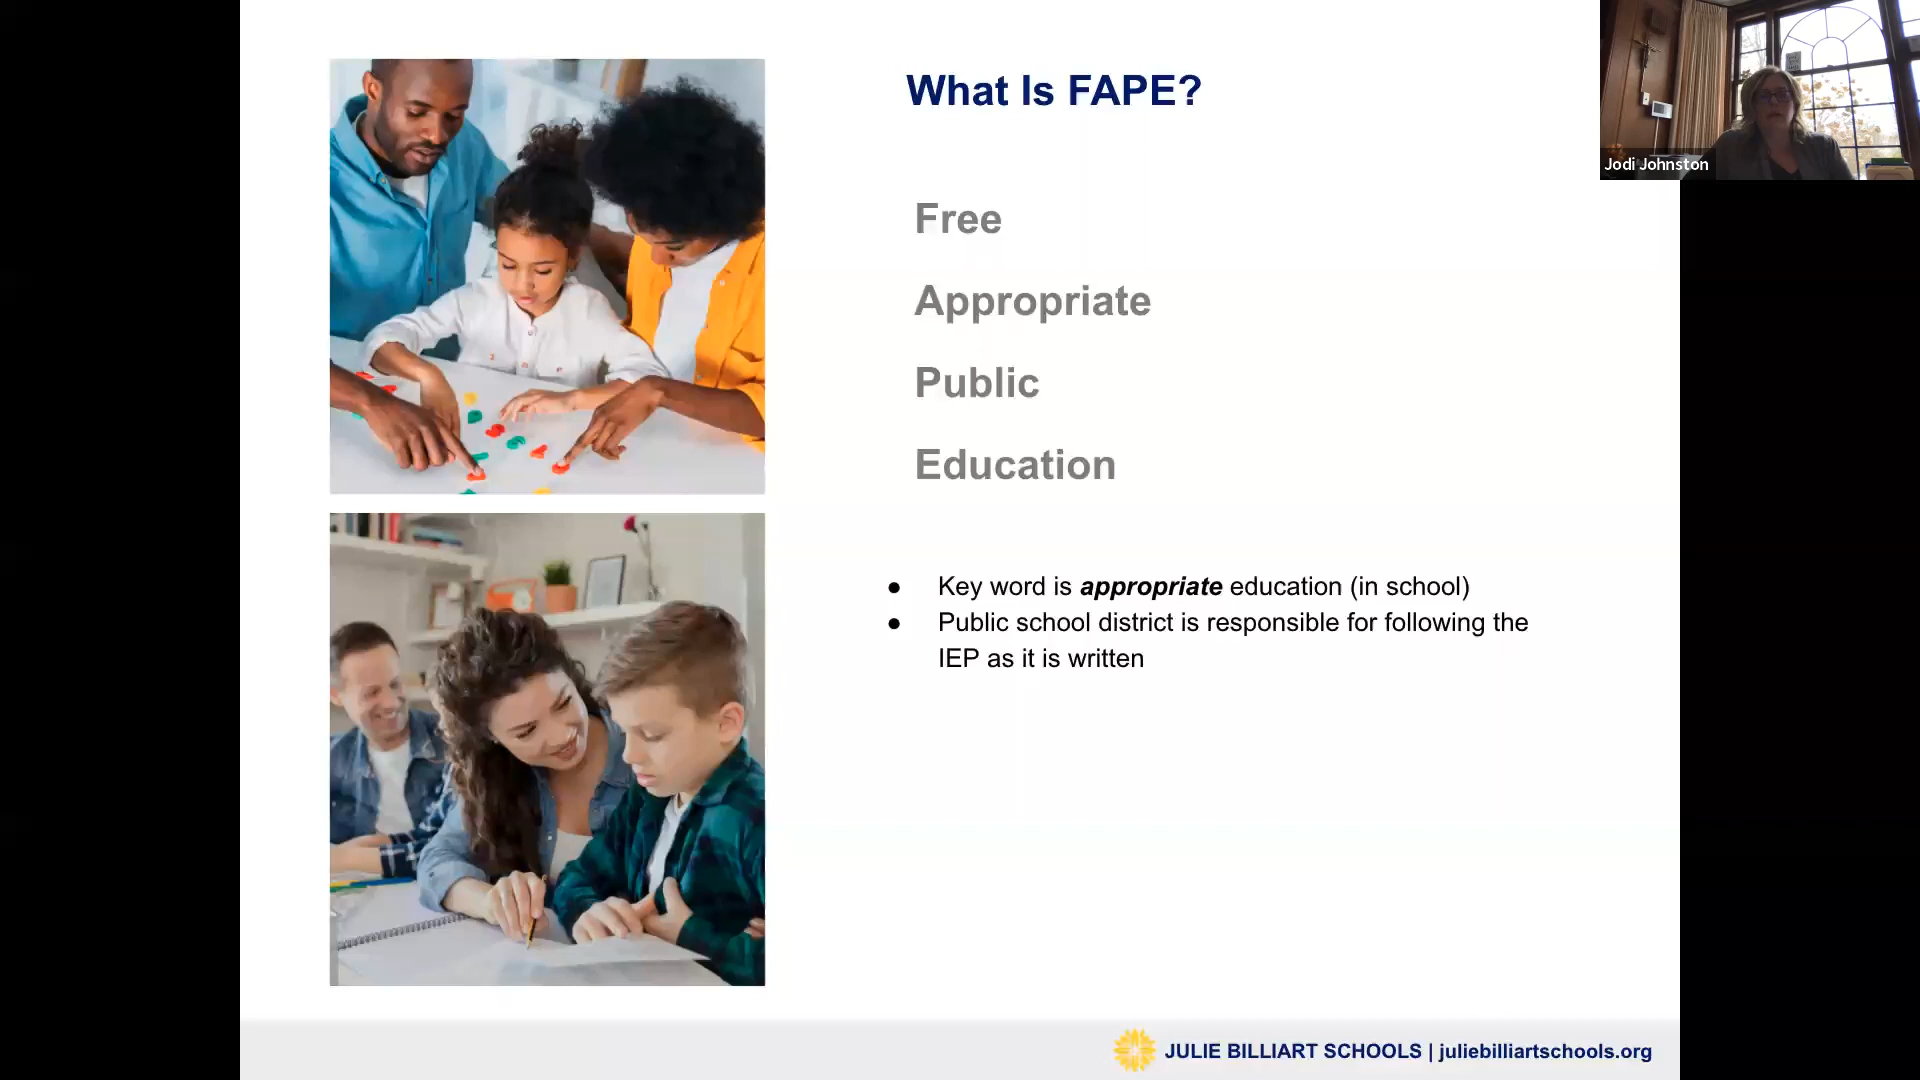 What Is FAPE?
Jodi Johnston
Free
Appropriate
Public
Education
● Key word is appropriate education (in school)
● Public school district is responsible for following the
IEP as it is written
JULIE BILLIART SCHOOLS | juliebilliartschools.org